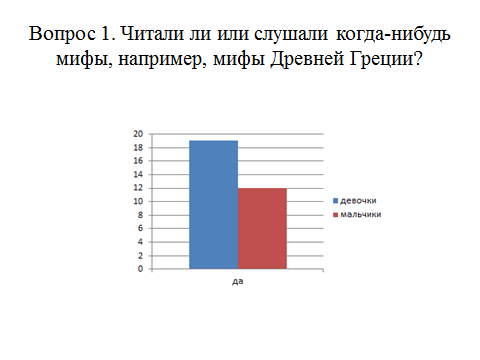 Вопрос 1. Читали ли или слушали когда-нибудь
мифы, например, мифы Древней Греции?
20
18
16
14
12
10
8
6
4
2
0
да
девочки
мальчики